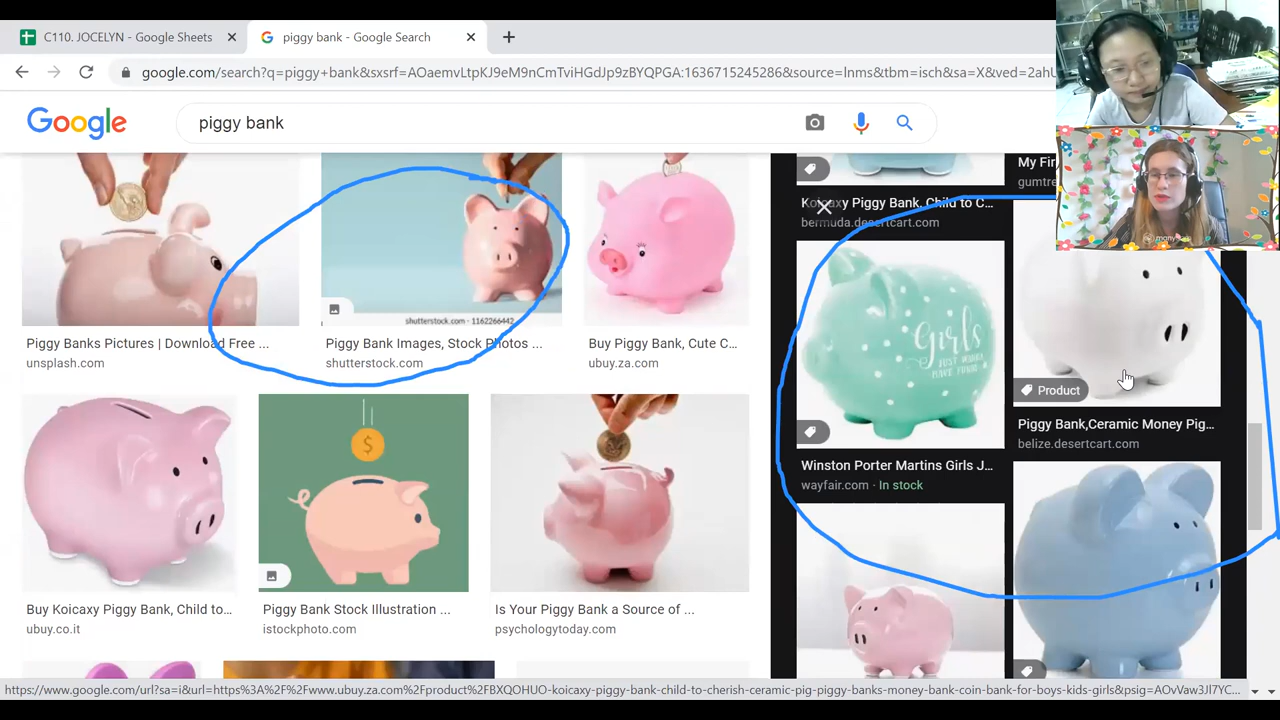 C110. JOCELYN - Google Sheets
piggy bank - Google Search
google.com/search?q=piggy+bank&sxsrf=AOaemvLtpNJ9eM9nCmTviHGdJp9zBYQPGA:1636715245286&source=lnms&tbm=isch&sa=X&ved=2ahU
Google
piggy bank
My Fir
gumtre
Koicaxy Piggy Bank, Child to C...
bermuda.desertcart.com
shutterstock.com · 1162266442
Piggy Banks Pictures | Download Free ...
unsplash.com
Piggy Bank Images, Stock Photos ...
shutterstock.com
Buy Piggy Bank, Cute C...
ubuy.za.com
Girls
JUST WANNA
HAVE FUND$
Product
Piggy Bank,Ceramic Money Pig...
belize.desertcart.com
Winston Porter Martins Girls J...
wayfair.com · In stock
$
Buy Koicaxy Piggy Bank, Child to...
ubuy.co.it
Piggy Bank Stock Illustration ...
istockphoto.com
Is Your Piggy Bank a Source of ...
psychologytoday.com
https://www.google.com/url?sa=i&url=https%3A%2F%2Fwww.ubuy.za.com%2Fproduct%2FBXQOHUO-koicaxy-piggy-bank-child-to-cherish-ceramic-pig-piggy-banks-money-bank-coin-bank-for-boys-kids-girls&psig=AOvVaw3Jl7YC...